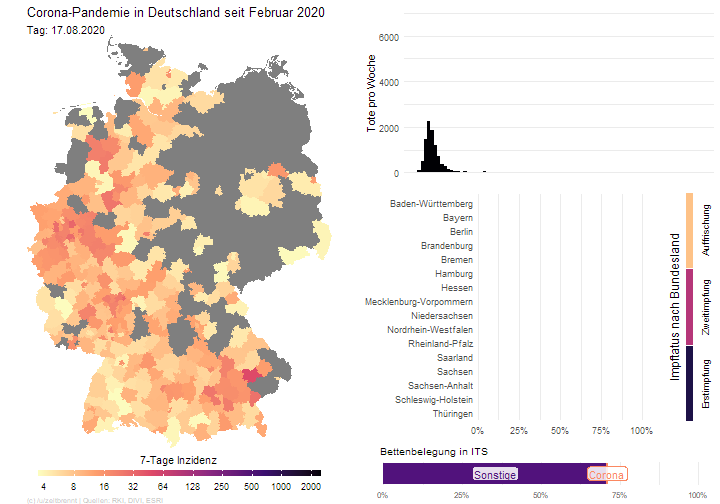 Corona-Pandemie in Deutschland seit Februar 2020
Tag: 17.08.2020
7-Tage Inzidenz
4 8 16 32 64 125 250 500 1000 2000
(c) | Quellen: RKI, DIVI, ESRI
Tote pro Woche
6000
4000
2000
0
Baden-Württemberg
Bayern
Berlin
Brandenburg
Bremen
Hamburg
Hessen
Mecklenburg-Vorpommern
Niedersachsen
Nordrhein-Westfalen
Rheinland-Pfalz
Saarland
Sachsen
Sachsen-Anhalt
Schleswig-Holstein
Thüringen
0% 25% 50% 75% 100%
Impfstatus nach Bundesland
Auffrischung
Zweitimpfung
Erstimpfung
Bettenbelegung in ITS
Sonstige
Corona
0% 25% 50% 75% 100%